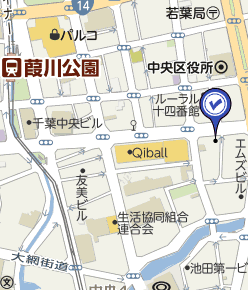 若葉局
14
パルコ
葭川公園
中央区役所
ルーラル
十四番館
千葉中央ビル
Qiball
エムズビル
友美ビル
生活協同組合
連合会
大網街道
池田第一ビ